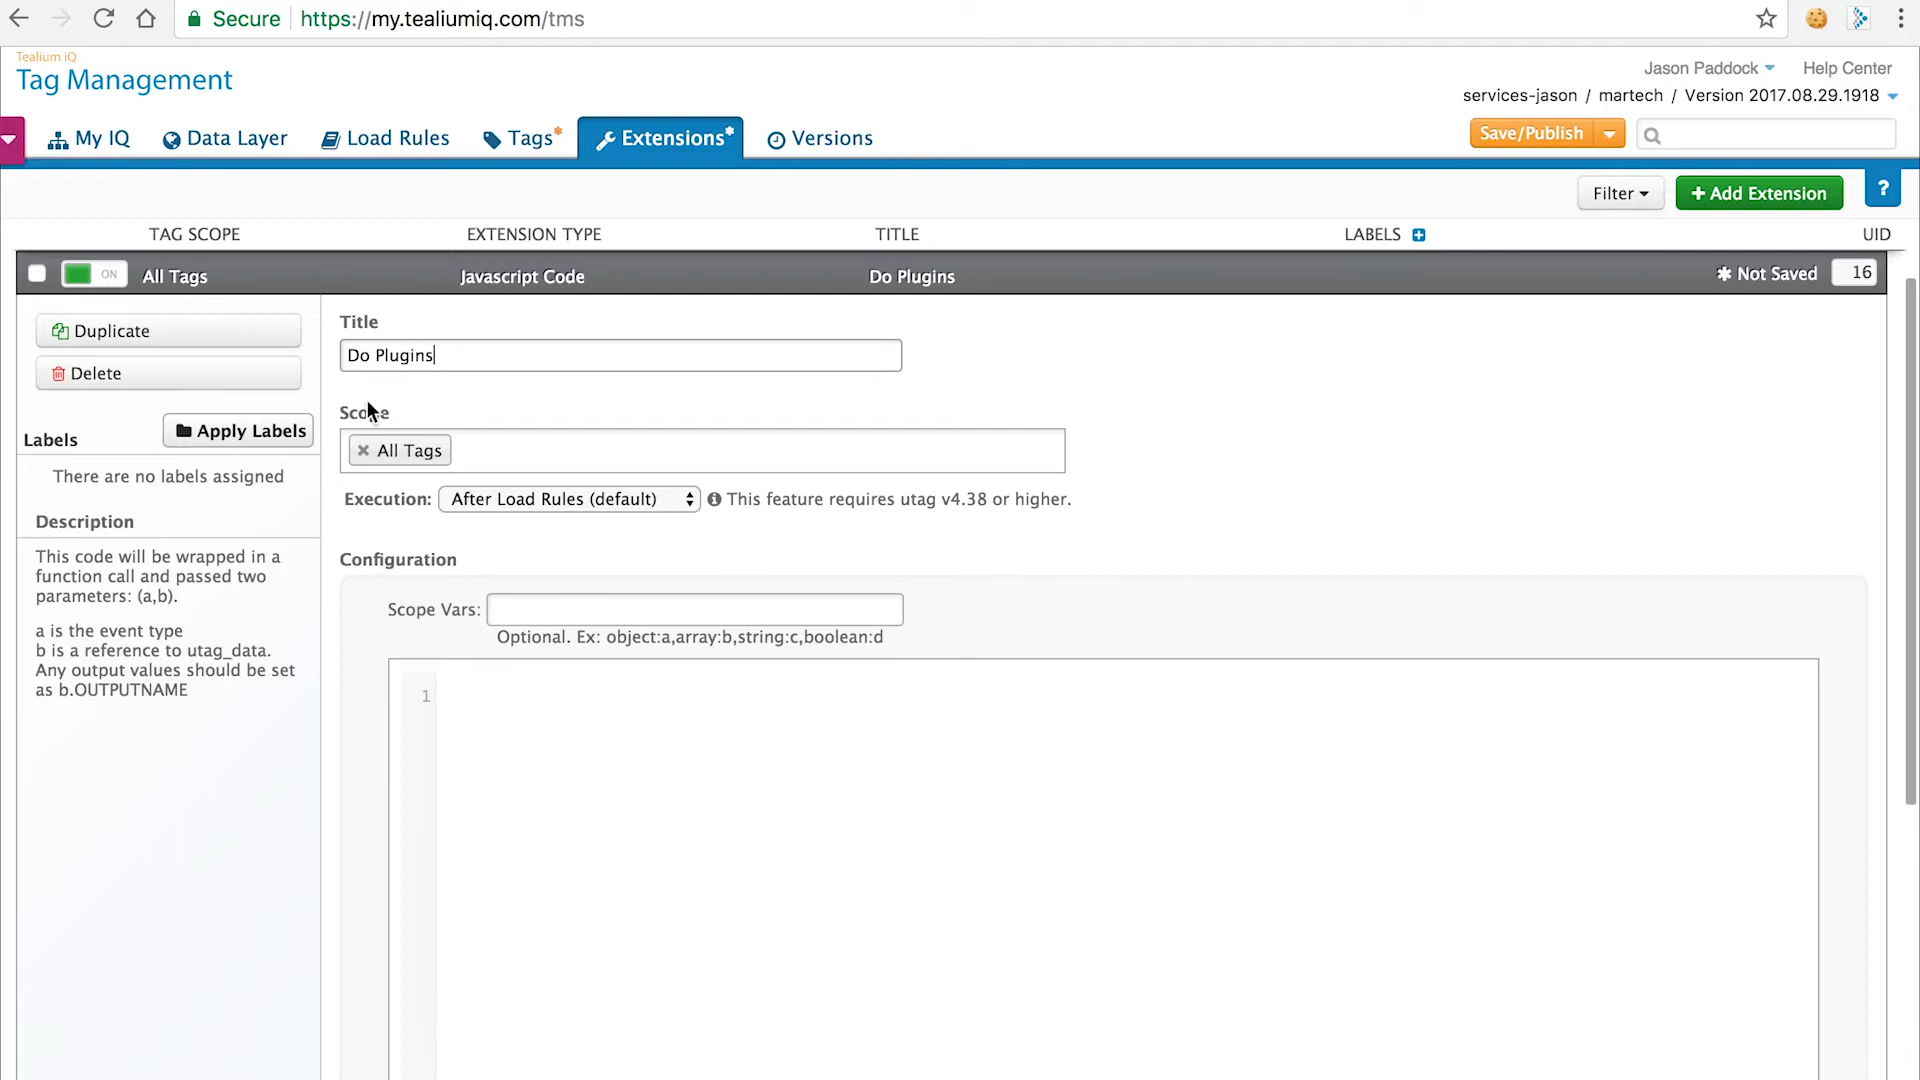 Secure https://my.tealiumiq.com/tms
Tealium iQ
Tag Management
Jason Paddock Help Center
services-jason / martech / Version 2017.08.29.1918
My IQ Data Layer Load Rules Tags* Extensions* Versions
Save/Publish
Filter + Add Extension ?
TAG SCOPE EXTENSION TYPE TITLE LABELS UID
ON All Tags Javascript Code Do Plugins ✱ Not Saved 16
Duplicate
Delete
Labels Apply Labels
There are no labels assigned
Description
This code will be wrapped in a
function call and passed two
parameters: (a,b).
a is the event type
b is a reference to utag_data.
Any output values should be set
as b.OUTPUTNAME
Title
Do Plugins
Scope
× All Tags
Execution: After Load Rules (default) This feature requires utag v4.38 or higher.
Configuration
Scope Vars:
Optional. Ex: object:a,array:b,string:c,boolean:d
1